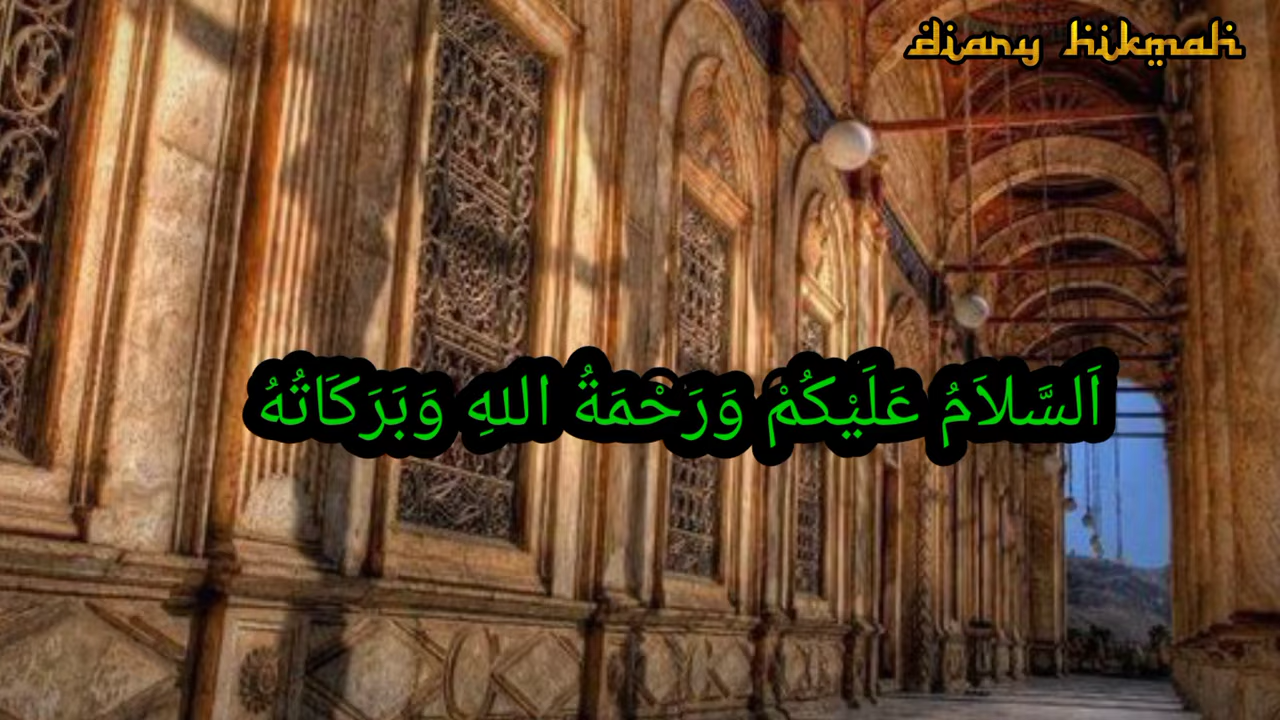 diary hikmah
اَلسَّلاَمُ عَلَيْكُمْ وَرَحْمَةُ اللهِ وَبَرَكَاتُهُ